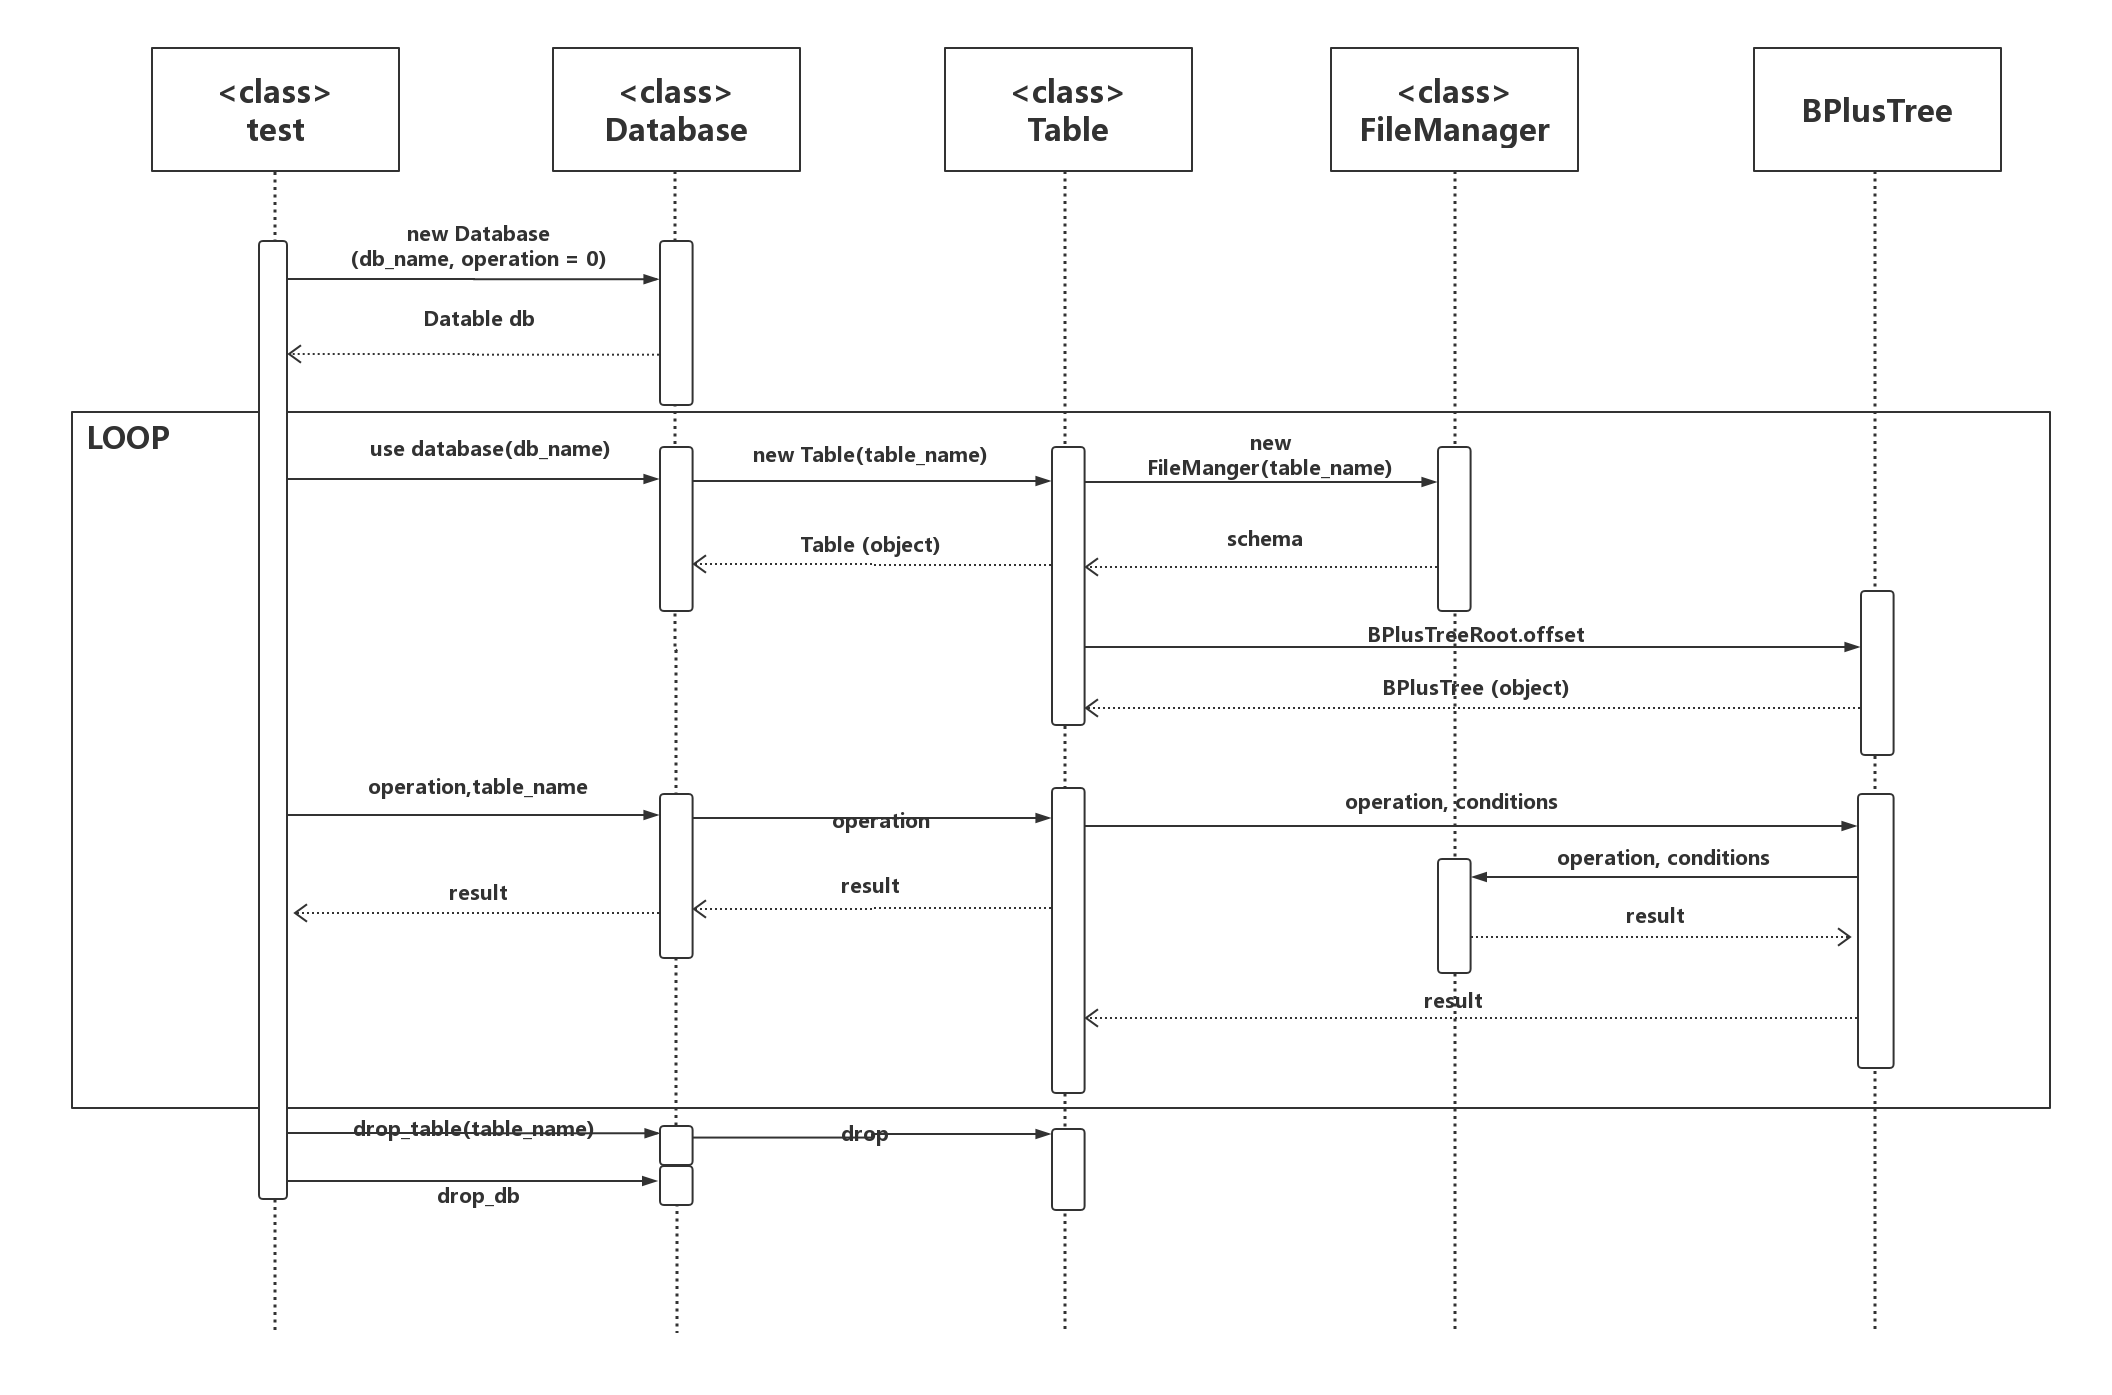 <class>
test
<class>
Database
<class>
Table
<class>
FileManager
BPlusTree
new Database
(db_name, operation = 0)
Datable db
LOOP
use database(db_name)
new Table(table_name)
new
FileManger(table_name)
Table (object)
schema
BPlusTreeRoot.offset
BPlusTree (object)
operation,table_name
operation
operation, conditions
operation, conditions
result
result
result
result
drop_table(table_name)
drop
drop_db